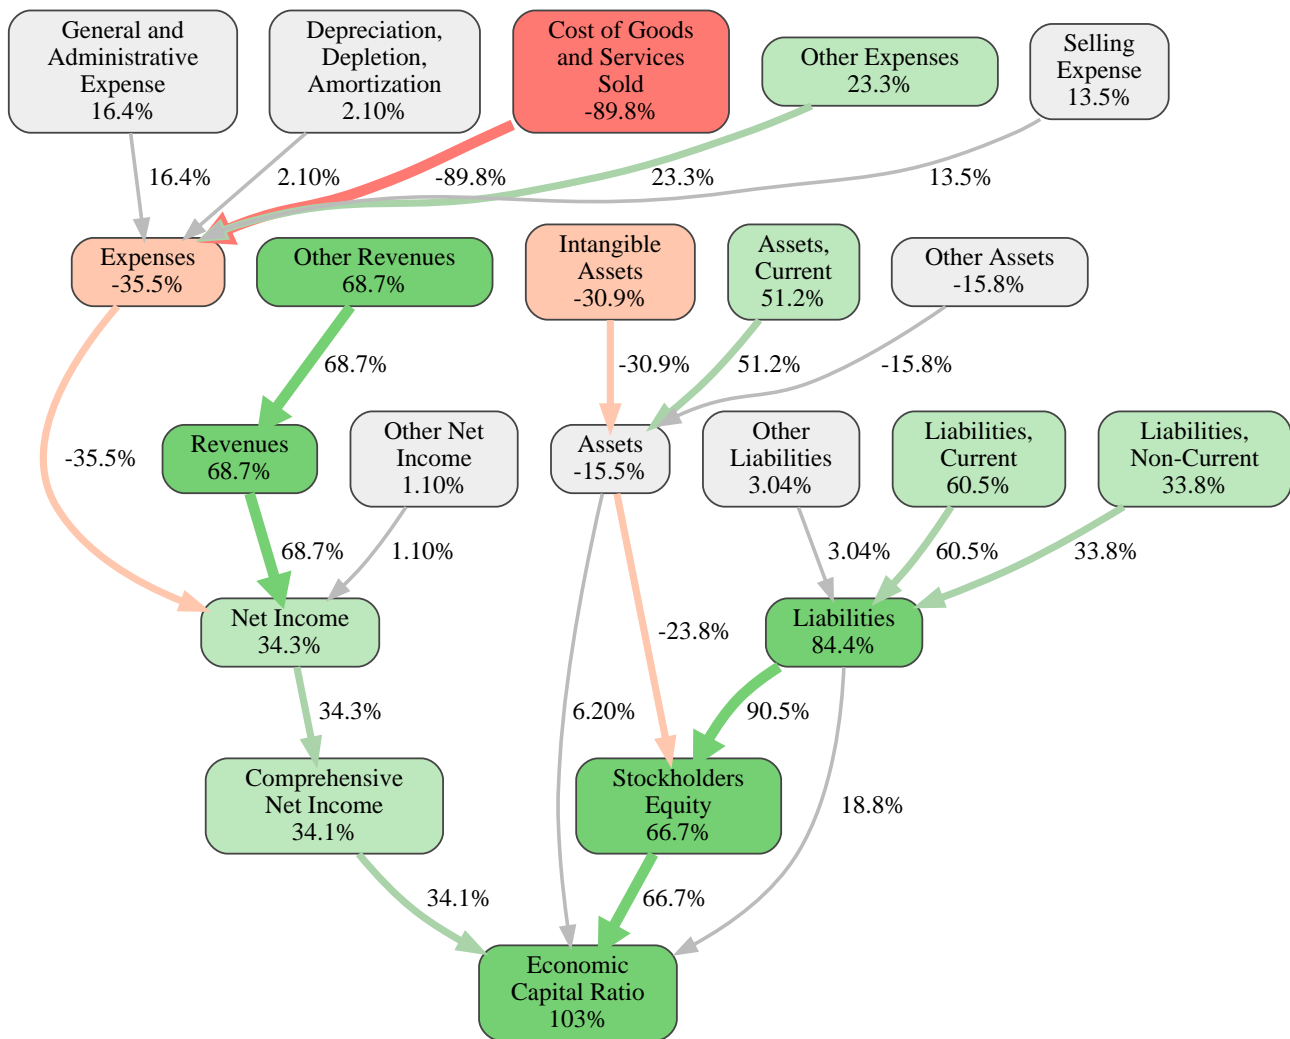 General and
Administrative
Expense
16.4%
Depreciation,
Depletion,
Amortization
2.10%
Cost of Goods
and Services
Sold
-89.8%
Other Expenses
23.3%
Selling
Expense
13.5%
16.4%
2.10%
-89.8%
23.3%
13.5%
Expenses
-35.5%
Other Revenues
68.7%
Intangible
Assets
-30.9%
Assets,
Current
51.2%
Other Assets
-15.8%
68.7%
-30.9%
51.2%
-15.8%
-35.5%
Revenues
68.7%
Other Net
Income
1.10%
Assets
-15.5%
Other
Liabilities
3.04%
Liabilities,
Current
60.5%
Liabilities,
Non-Current
33.8%
68.7%
1.10%
3.04%
60.5%
33.8%
Net Income
34.3%
-23.8%
Liabilities
84.4%
34.3%
6.20%
90.5%
18.8%
Comprehensive
Net Income
34.1%
Stockholders
Equity
66.7%
34.1%
66.7%
Economic
Capital Ratio
103%